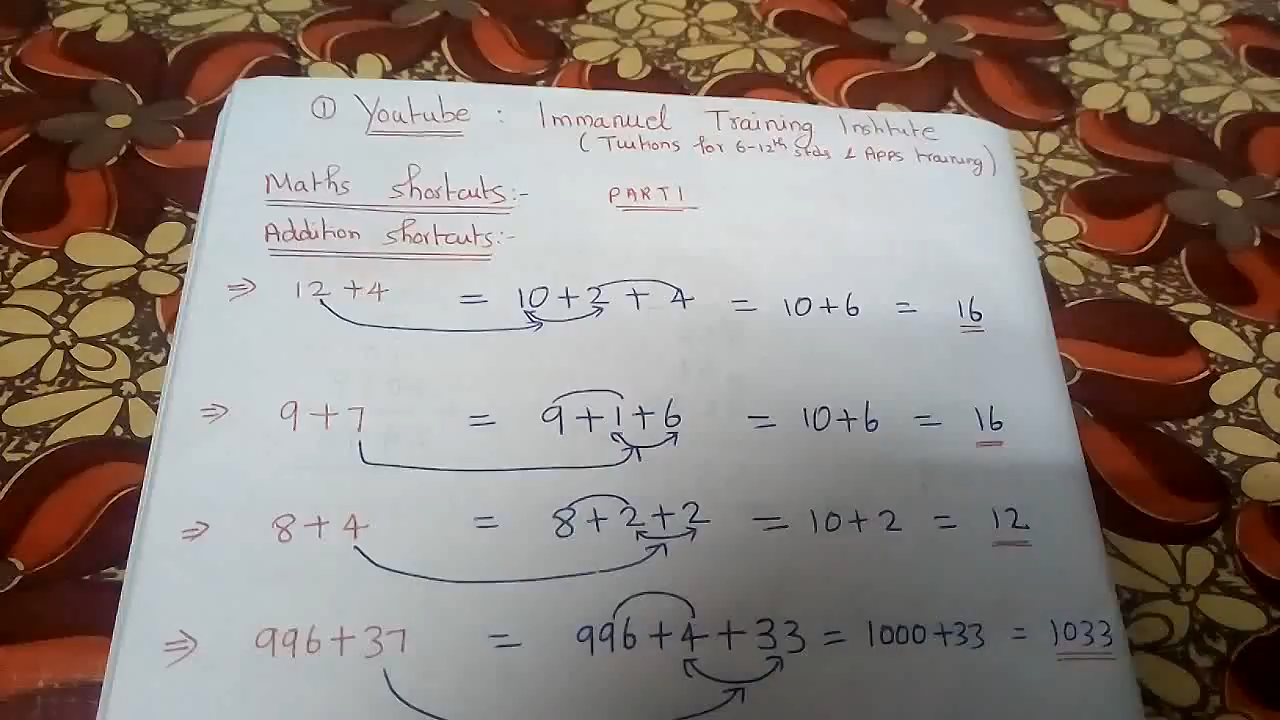 ① Youtube : Immanuel Training Institute
(Tuitions for 6-12th stds & Apps training)
Maths shortcuts:- PART 1
Addition shortcuts:-
⇒ 12 + 4 = 10 + 2 + 4 = 10 + 6 = 16
⇒ 9 + 7 = 9 + 1 + 6 = 10 + 6 = 16
⇒ 8 + 4 = 8 + 2 + 2 = 10 + 2 = 12
⇒ 996 + 37 = 996 + 4 + 33 = 1000 + 33 = 1033